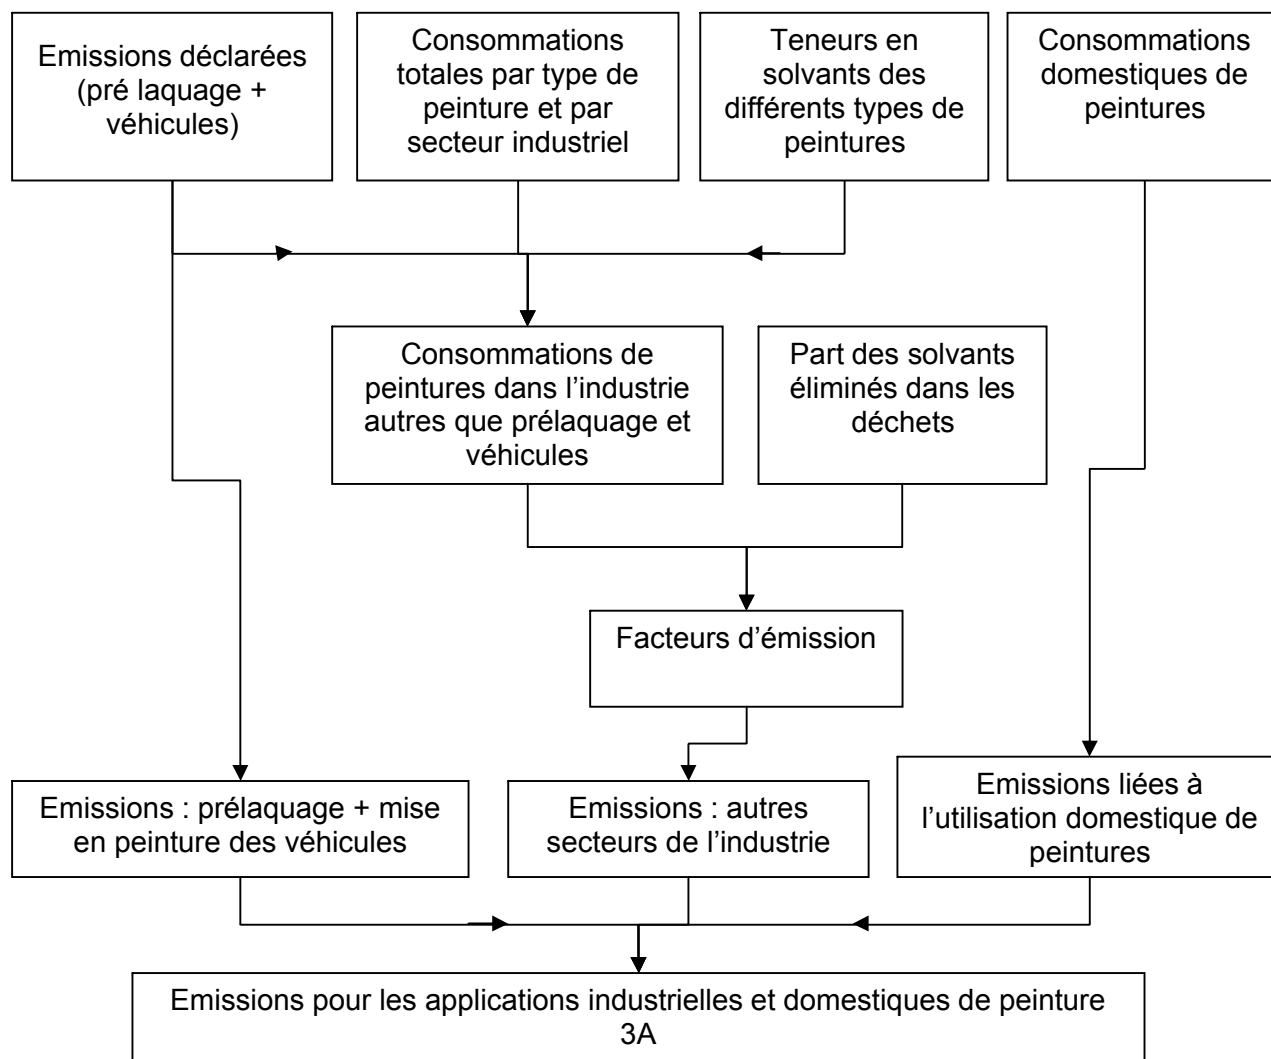 Emissions déclarées
(pré laquage +
véhicules)
Consommations
totales par type de
peinture et par
secteur industriel
Teneurs en
solvants des
différents types de
peintures
Consommations
domestiques de
peintures
Consommations de
peintures dans l’industrie
autres que prélaquage et
véhicules
Part des solvants
éliminés dans les
déchets
Facteurs d’émission
Emissions : prélaquage + mise
en peinture des véhicules
Emissions : autres
secteurs de l’industrie
Emissions liées à
l’utilisation domestique de
peintures
Emissions pour les applications industrielles et domestiques de peinture
3A